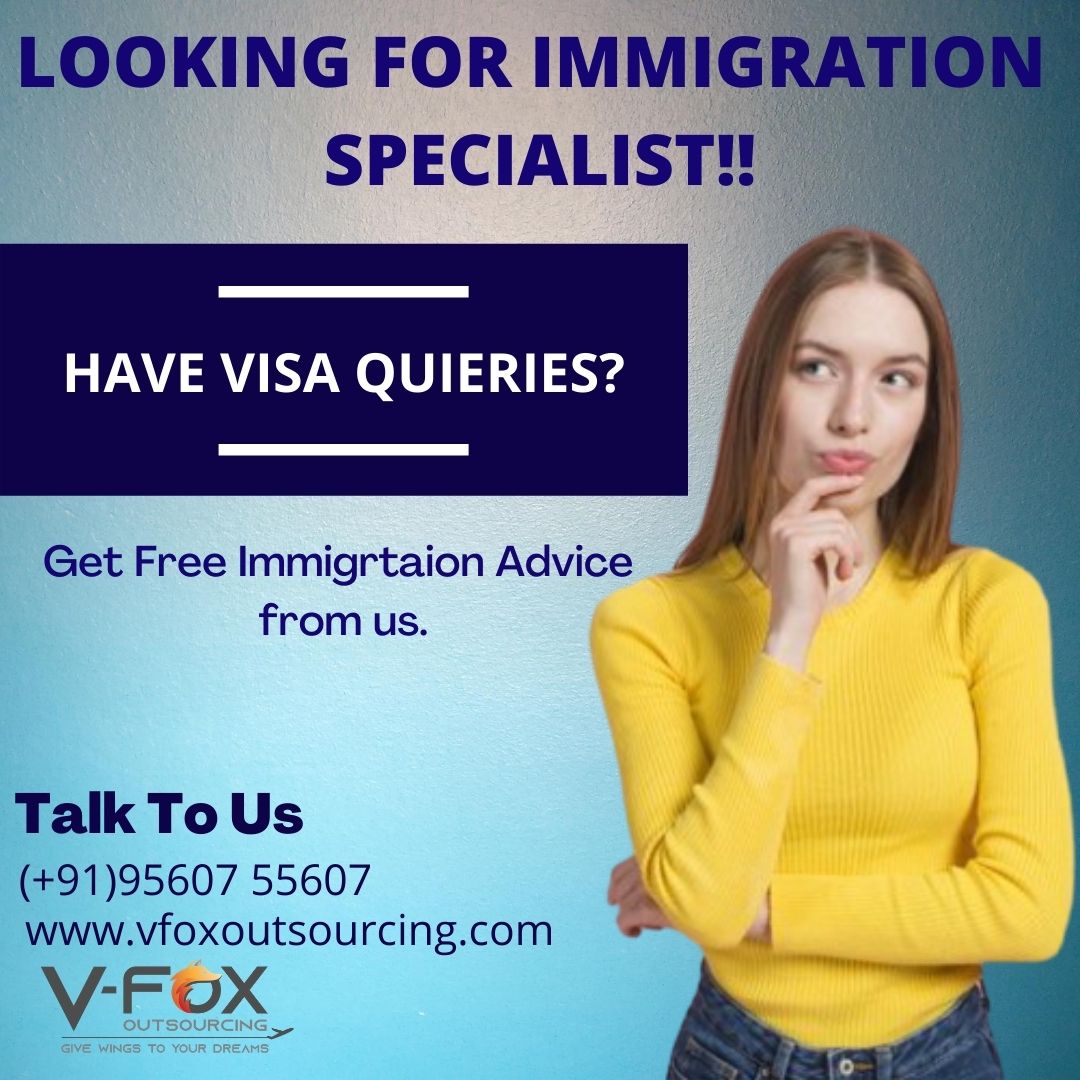 LOOKING FOR IMMIGRATION
SPECIALIST!!
HAVE VISA QUIERIES?
Get Free Immigrtaion Advice
from us.
Talk To Us
(+91)95607 55607
www.vfoxoutsourcing.com
V-FOX
OUTSOURCING
GIVE WINGS TO YOUR DREAMS